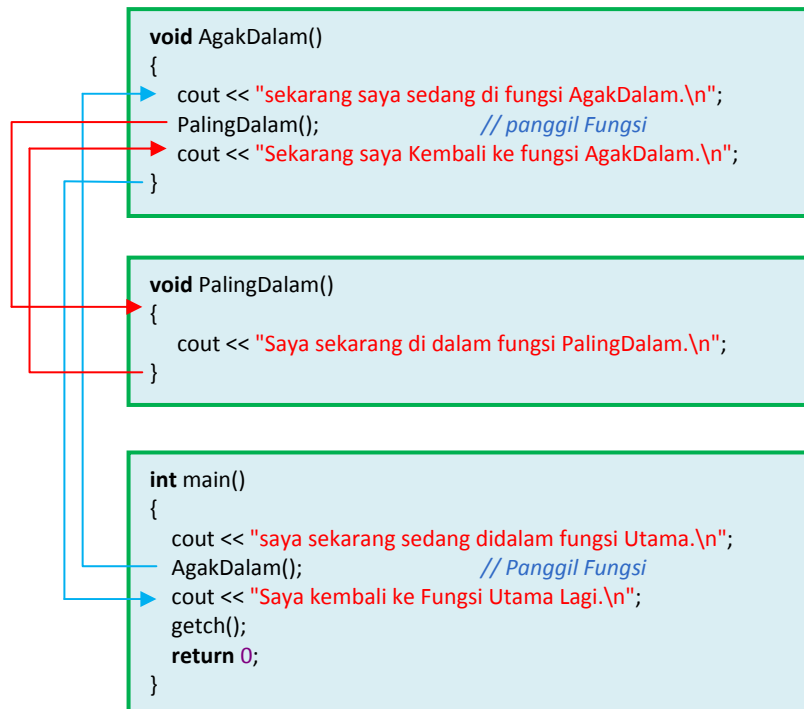 void AgakDalam()
{
cout << "sekarang saya sedang di fungsi AgakDalam.\n";
PalingDalam(); // panggil Fungsi
cout << "Sekarang saya Kembali ke fungsi AgakDalam.\n";
}
void PalingDalam()
{
cout << "Saya sekarang di dalam fungsi PalingDalam.\n";
}
int main()
{
cout << "saya sekarang sedang didalam fungsi Utama.\n";
AgakDalam(); // Panggil Fungsi
cout << "Saya kembali ke Fungsi Utama Lagi.\n";
getch();
return 0;
}